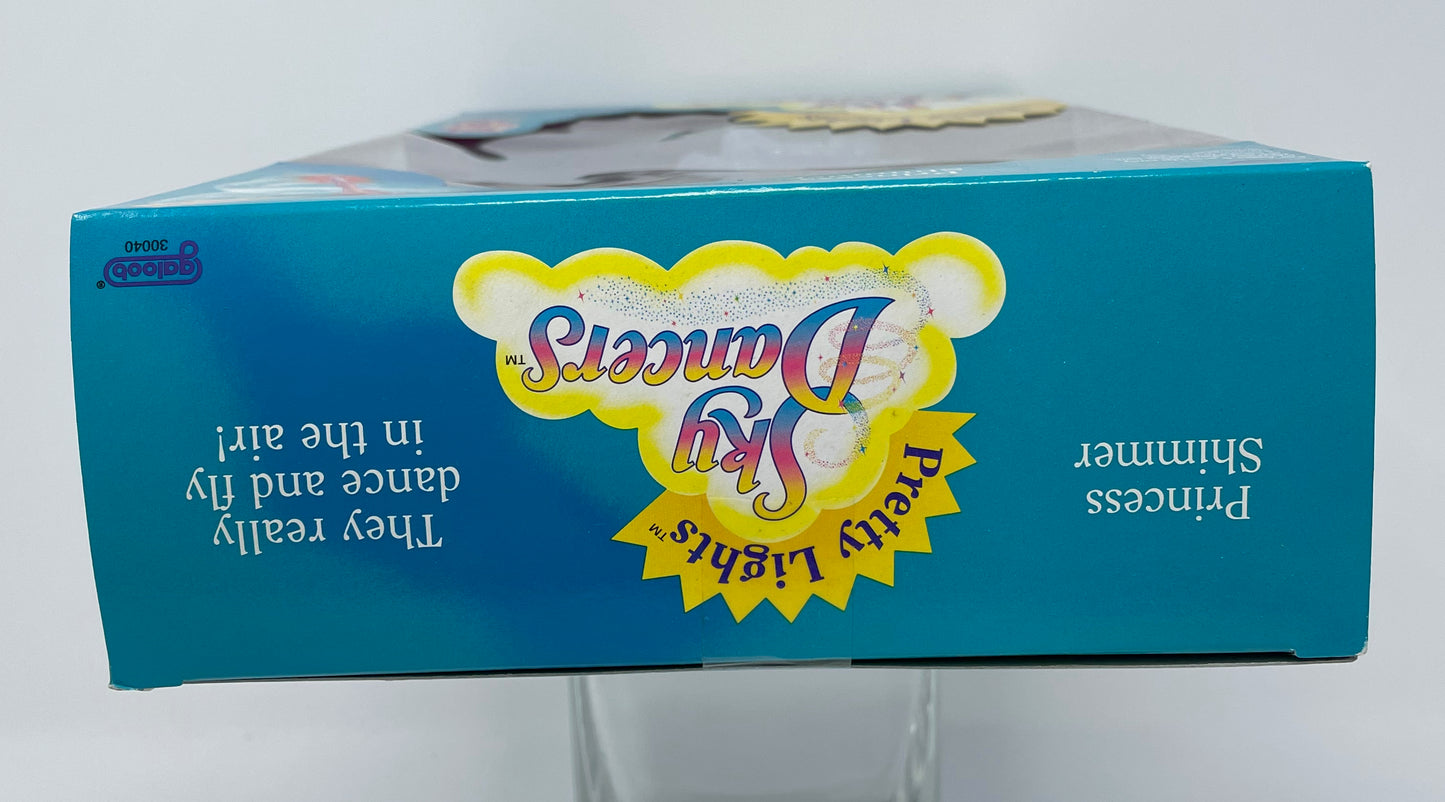 Princess
Shimmer
Pretty Lights™
Sky
Dancers™
They really
dance and fly
in the air!
galoob®
30040